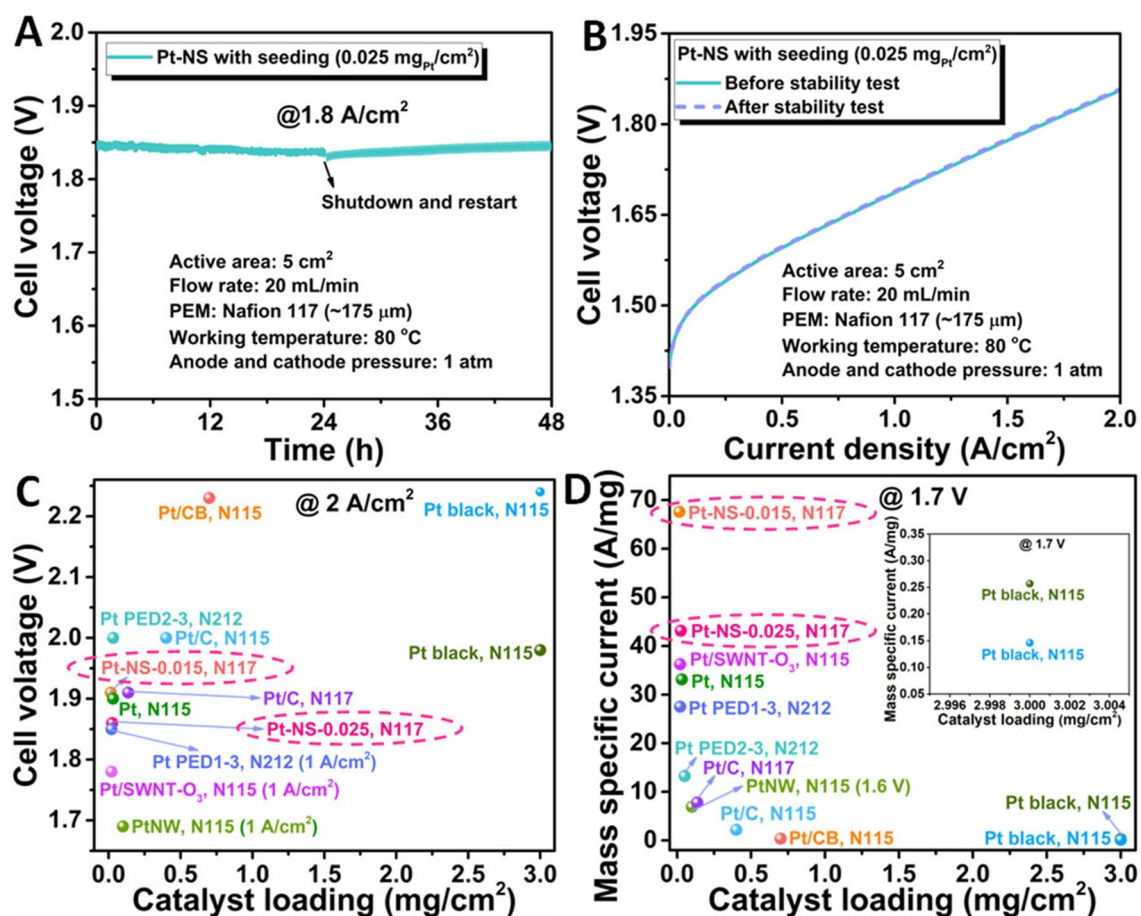 A
Cell voltage (V)
2.0
1.9
1.8
1.7
1.6
1.5
Pt-NS with seeding (0.025 mgPt/cm²)
@1.8 A/cm²
Shutdown and restart
Active area: 5 cm²
Flow rate: 20 mL/min
PEM: Nafion 117 (~175 μm)
Working temperature: 80 °C
Anode and cathode pressure: 1 atm
0 12 24 36 48
Time (h)
B
Cell voltage (V)
1.95
1.80
1.65
1.50
1.35
Pt-NS with seeding (0.025 mgPt/cm²)
Before stability test
After stability test
Active area: 5 cm²
Flow rate: 20 mL/min
PEM: Nafion 117 (~175 μm)
Working temperature: 80 °C
Anode and cathode pressure: 1 atm
0.0 0.5 1.0 1.5 2.0
Current density (A/cm²)
C
Cell volatage (V)
2.2
2.1
2.0
1.9
1.8
1.7
@ 2 A/cm²
Pt/CB, N115
Pt black, N115
Pt PED2-3, N212
Pt/C, N115
Pt black, N115
Pt-NS-0.015, N117
Pt/C, N117
Pt, N115
Pt-NS-0.025, N117
Pt PED1-3, N212 (1 A/cm²)
Pt/SWNT-O₃, N115 (1 A/cm²)
PtNW, N115 (1 A/cm²)
0.0 0.5 1.0 1.5 2.0 2.5 3.0
Catalyst loading (mg/cm²)
D
Mass specific current (A/mg)
70
60
50
40
30
20
10
0
@ 1.7 V
Pt-NS-0.015, N117
Pt-NS-0.025, N117
Pt/SWNT-O₃, N115
Pt, N115
Pt PED1-3, N212
Pt PED2-3, N212
Pt/C, N117
PtNW, N115 (1.6 V)
Pt/C, N115
Pt/CB, N115
Pt black, N115
Pt black, N115
0.0 0.5 1.0 1.5 2.0 2.5 3.0
Catalyst loading (mg/cm²)
Mass specific current (A/mg)
0.35
0.30
0.25
0.20
0.15
0.10
0.05
@ 1.7 V
Pt black, N115
Pt black, N115
2.996 2.998 3.000 3.002 3.004
Catalyst loading (mg/cm²)